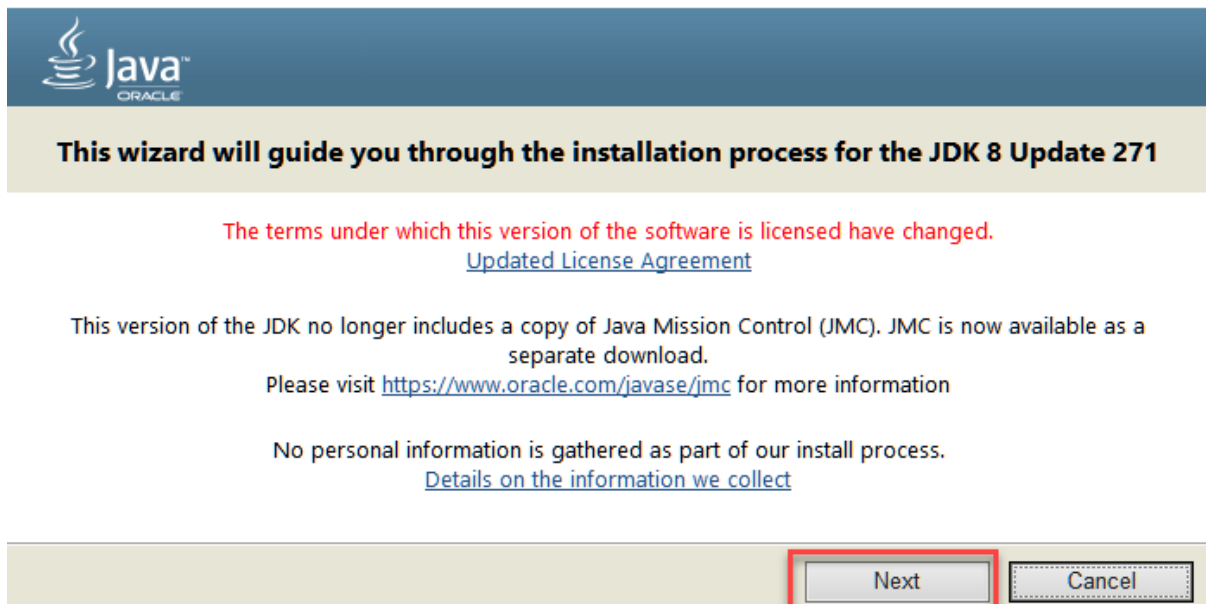 Java™
ORACLE
This wizard will guide you through the installation process for the JDK 8 Update 271
The terms under which this version of the software is licensed have changed.
Updated License Agreement
This version of the JDK no longer includes a copy of Java Mission Control (JMC). JMC is now available as a
separate download.
Please visit https://www.oracle.com/javase/jmc for more information
No personal information is gathered as part of our install process.
Details on the information we collect
Next
Cancel